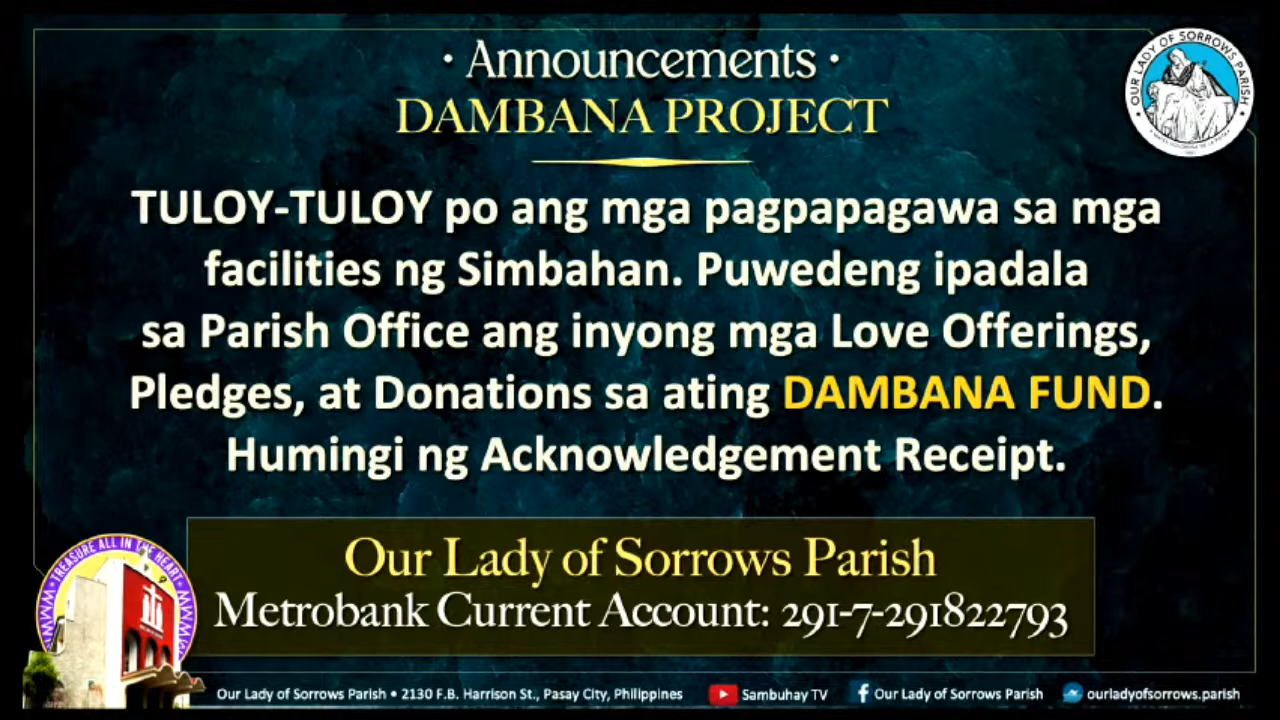 · Announcements ·
DAMBANA PROJECT
OUR LADY OF SORROWS PARISH
TULOY-TULOY po ang mga pagpapagawa sa mga
facilities ng Simbahan. Puwedeng ipadala
sa Parish Office ang inyong mga Love Offerings,
Pledges, at Donations sa ating DAMBANA FUND.
Humingi ng Acknowledgement Receipt.
TREASURE ALL IN THE HEART
Our Lady of Sorrows Parish
Metrobank Current Account: 291-7-291822793
Our Lady of Sorrows Parish • 2130 F.B. Harrison St., Pasay City, Philippines
Sambuhay TV
Our Lady of Sorrows Parish
ourladyofsorrows.parish